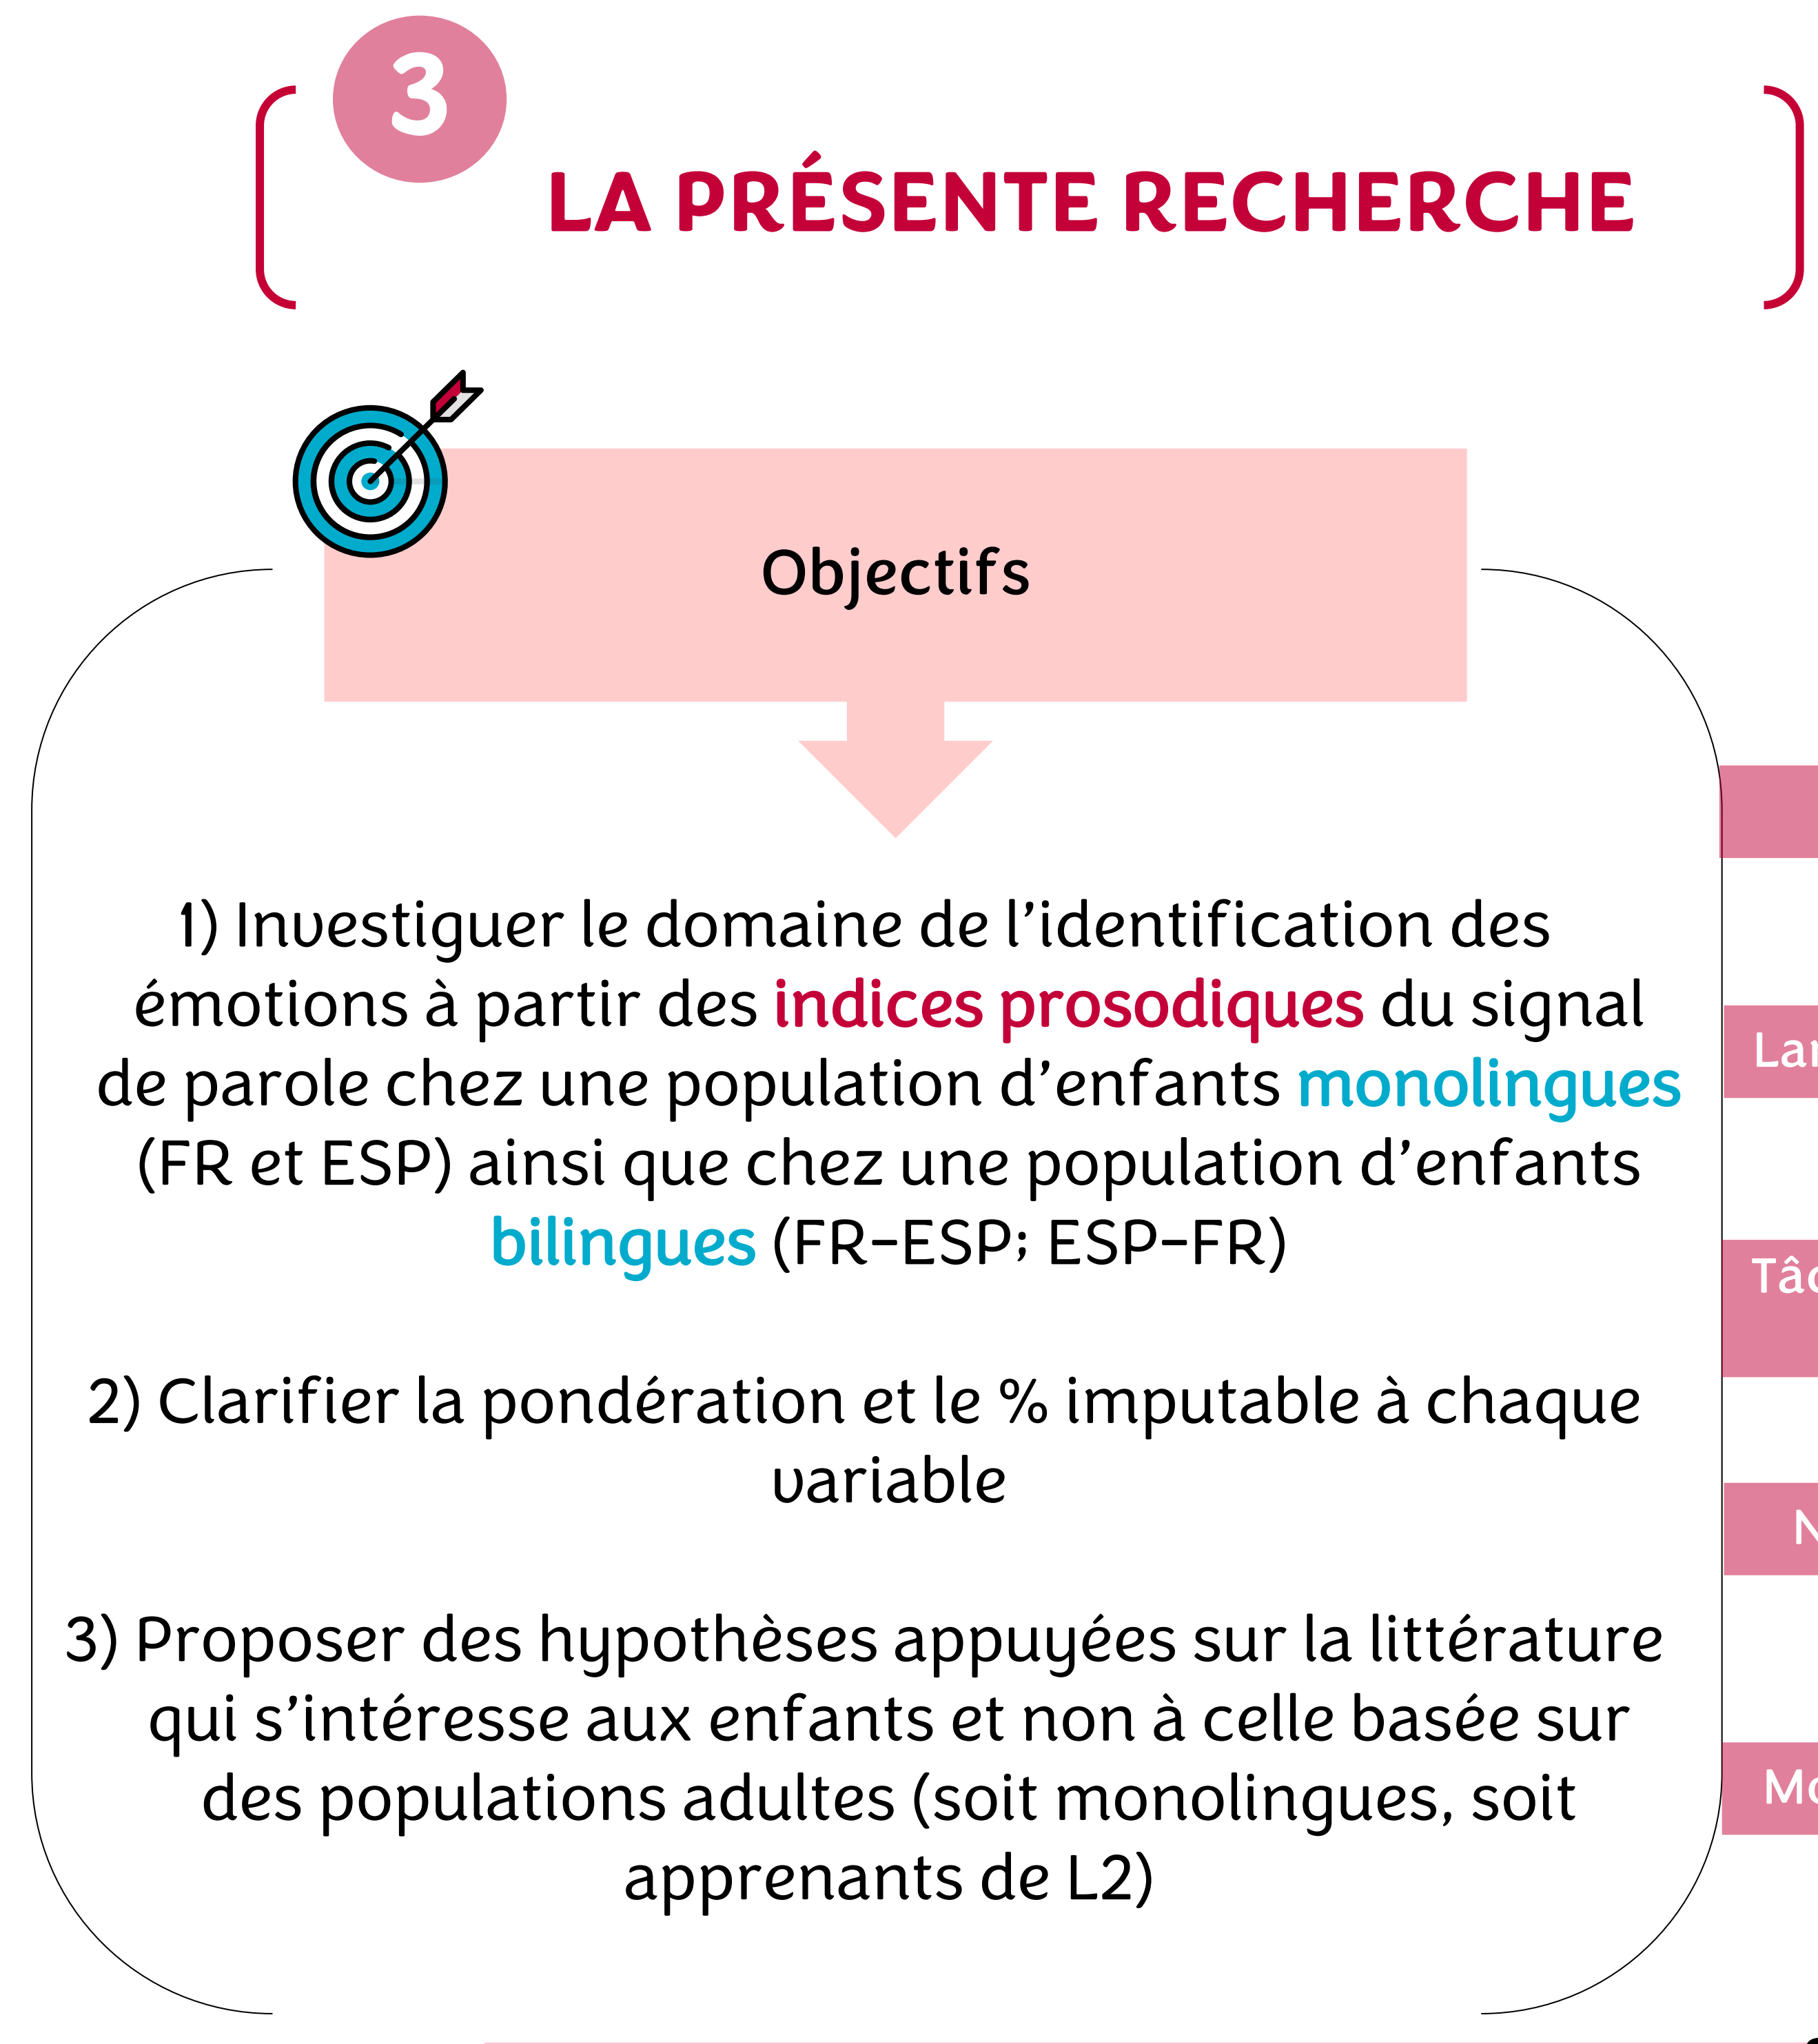 3
LA PRÉSENTE RECHERCHE
Objectifs
1) Investiguer le domaine de l’identification des
émotions à partir des indices prosodiques du signal
de parole chez une population d’enfants monolingues
(FR et ESP) ainsi que chez une population d’enfants
bilingues (FR-ESP; ESP-FR)
2) Clarifier la pondération et le % imputable à chaque
variable
3) Proposer des hypothèses appuyées sur la littérature
qui s’intéresse aux enfants et non à celle basée sur
des populations adultes (soit monolingues, soit
apprenants de L2)